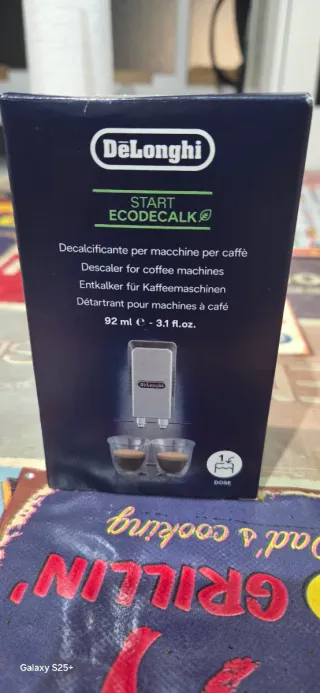 DeLonghi
START
ECODECALK
Decalcificante per macchine per caffè
Descaler for coffee machines
Entkalker für Kaffeemaschinen
Détartrant pour machines à café
92 ml ℮ - 3.1 fl.oz.
DeLonghi
1
DOSE
Dad's cooking
GRILLIN'
Galaxy S25+